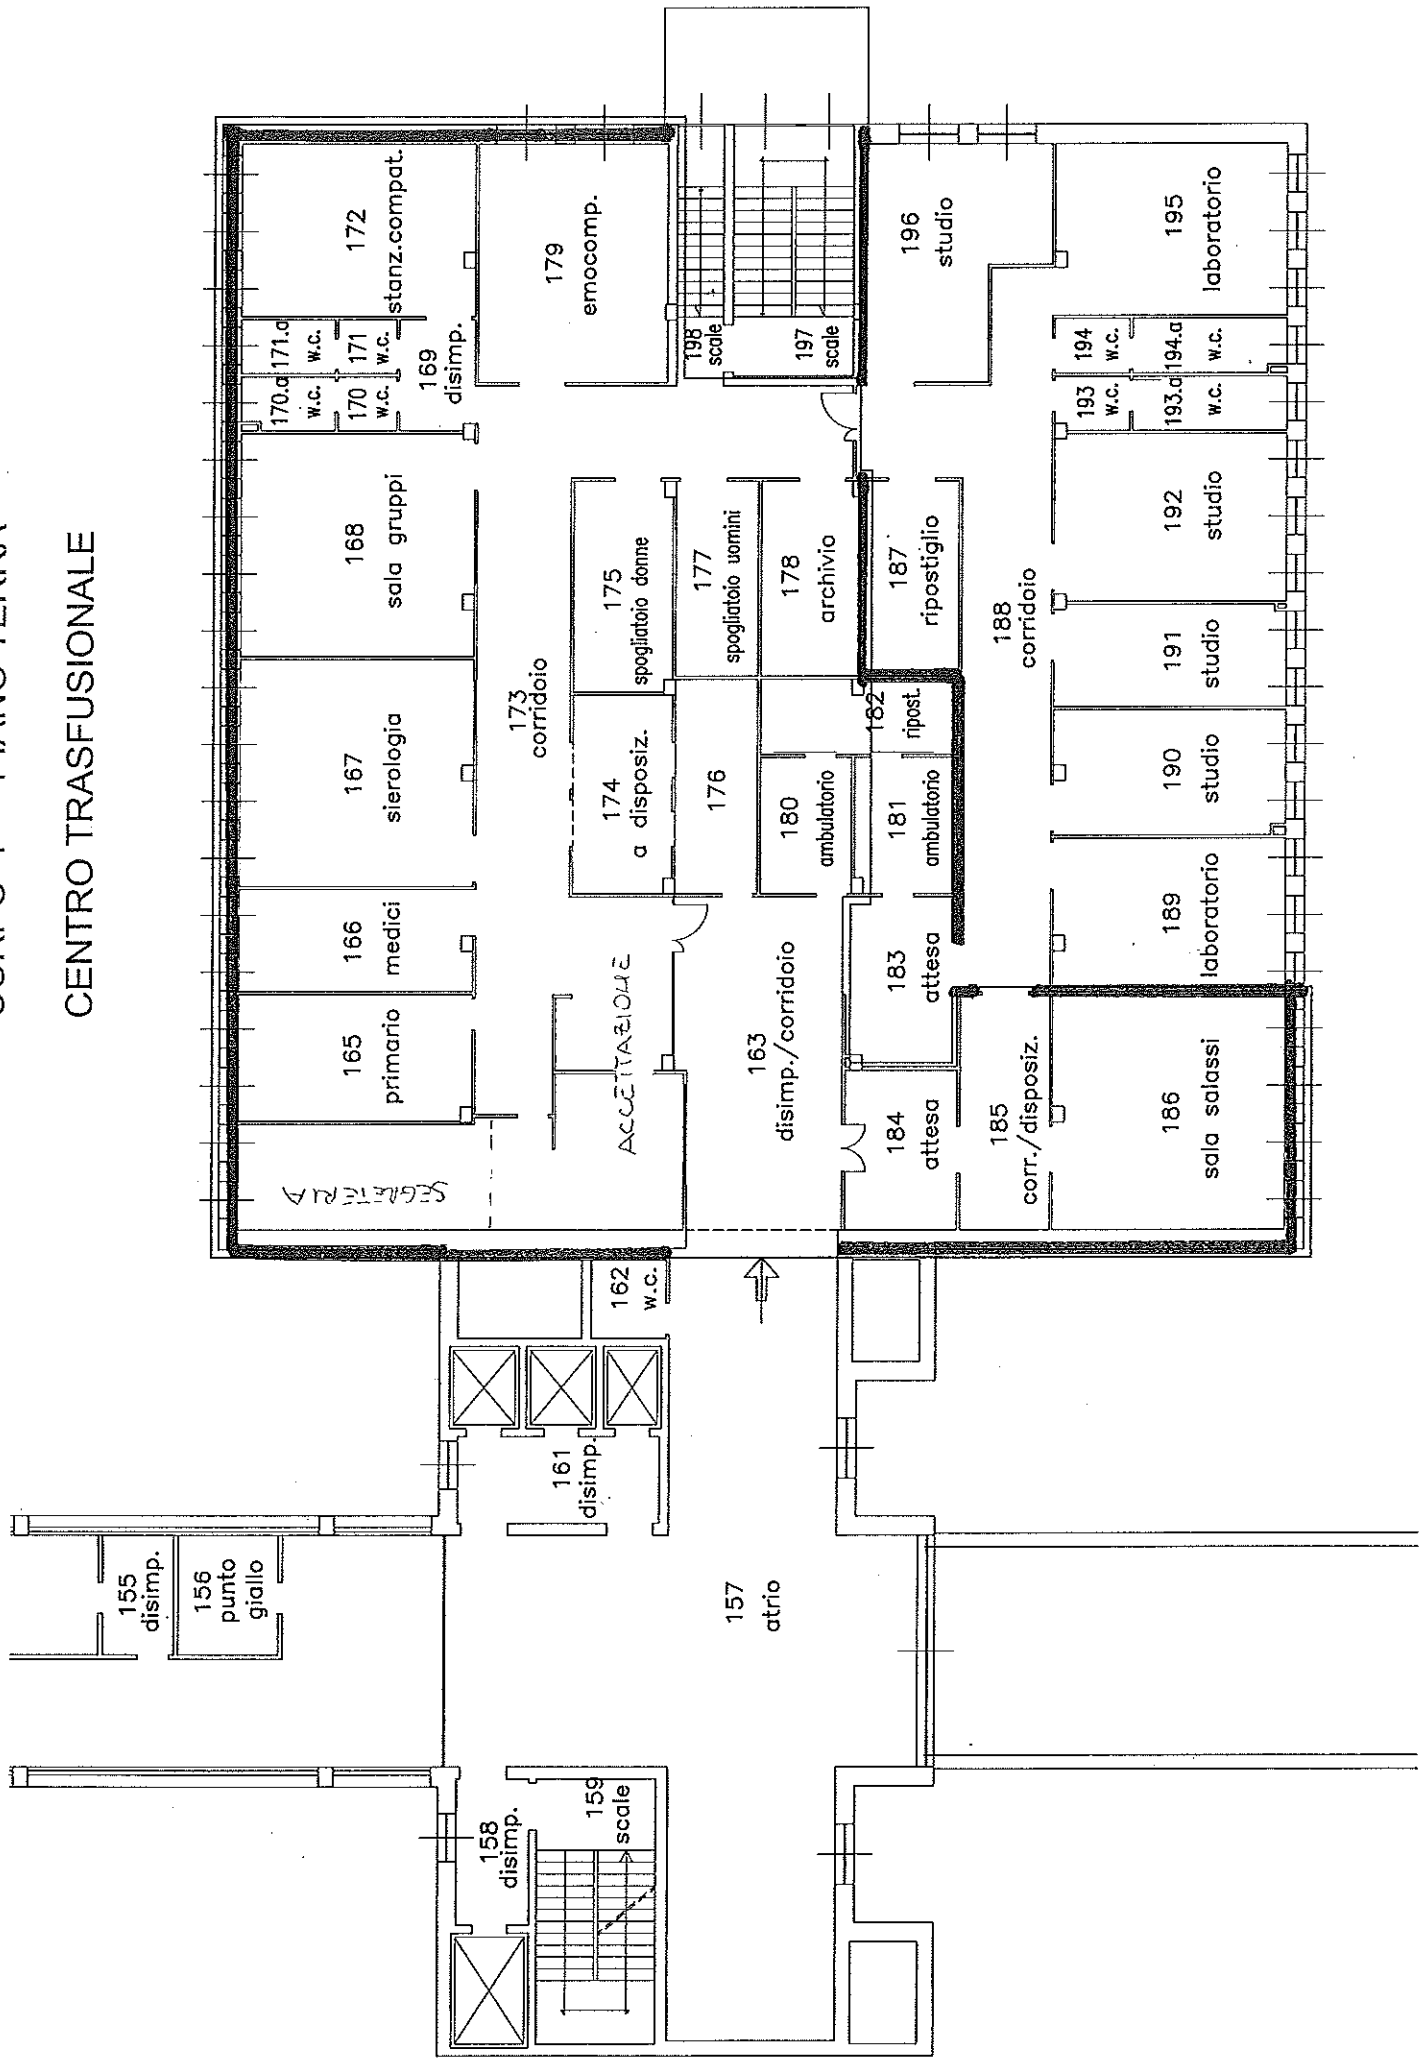 CENTRO TRASFUSIONALE
155
disimp.
156
punto
giallo
157
atrio
158
disimp.
159
scale
161
disimp.
162
w.c.
SEGRETERIA
ACCETTAZIONE
163
disimp./corridoio
165
primario
166
medici
167
sierologia
168
sala gruppi
170.a
w.c.
171.a
w.c.
170
w.c.
171
w.c.
169
disimp.
172
stanz.compat.
173
corridoio
174
a disposiz.
175
spogliatoio donne
176
177
spogliatoio uomini
178
archivio
179
emocomp.
180
ambulatorio
181
ambulatorio
182
ripost.
183
attesa
184
attesa
185
corr./disposiz.
186
sala salassi
187
ripostiglio
188
corridoio
189
laboratorio
190
studio
191
studio
192
studio
193
w.c.
194
w.c.
193.a
w.c.
194.a
w.c.
195
laboratorio
196
studio
197
scale
198
scale